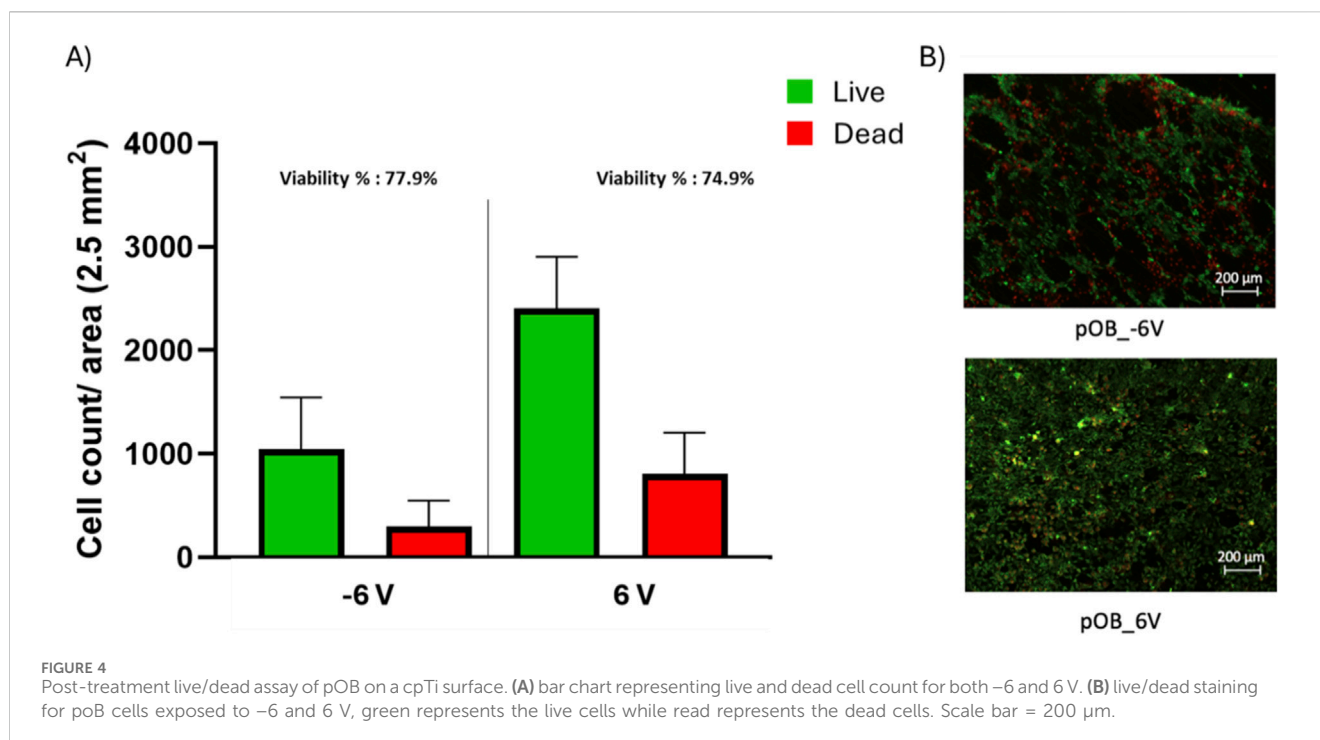 A)
B)
Live
Dead
Cell count/ area (2.5 mm²)
4000
3000
2000
1000
0
Viability % : 77.9%
Viability % : 74.9%
-6 V
6 V
200 µm
pOB_-6V
200 µm
pOB_6V
FIGURE 4
Post-treatment live/dead assay of pOB on a cpTi surface. (A) bar chart representing live and dead cell count for both –6 and 6 V. (B) live/dead staining
for poB cells exposed to –6 and 6 V, green represents the live cells while read represents the dead cells. Scale bar = 200 µm.